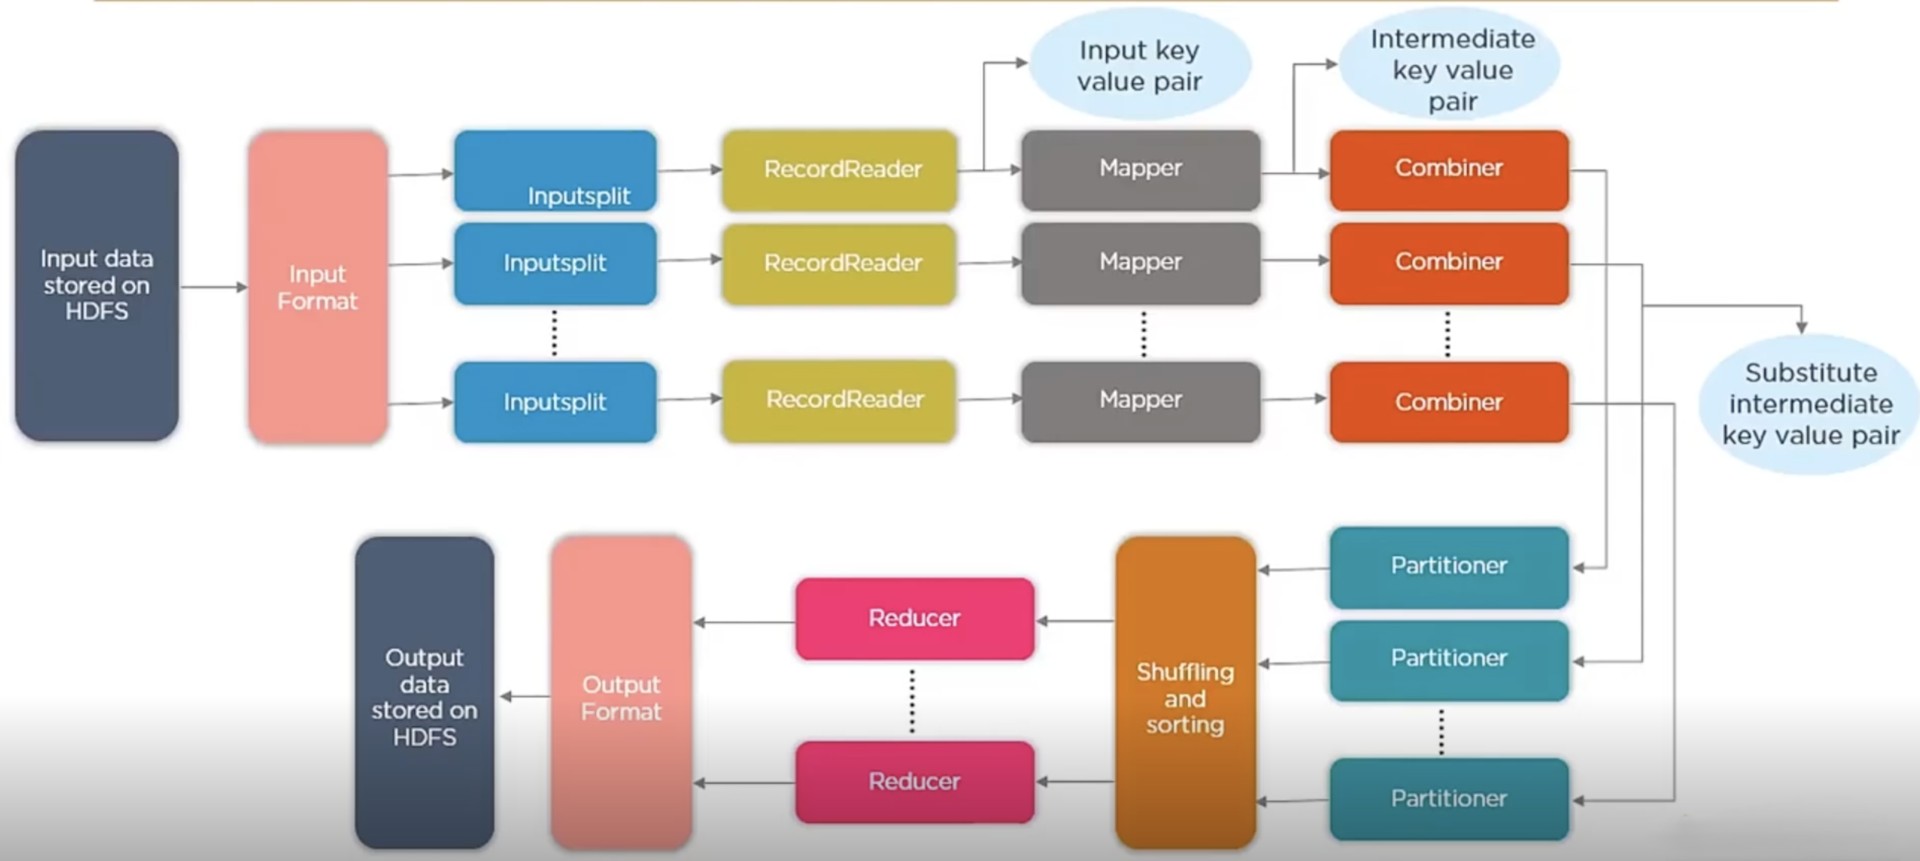 Input key
value pair
Intermediate
key value
pair
Input data
stored on
HDFS
Input
Format
Inputsplit
RecordReader
Mapper
Combiner
Inputsplit
RecordReader
Mapper
Combiner
Inputsplit
RecordReader
Mapper
Combiner
Substitute
intermediate
key value pair
Output
data
stored on
HDFS
Output
Format
Reducer
Reducer
Shuffling
and
sorting
Partitioner
Partitioner
Partitioner